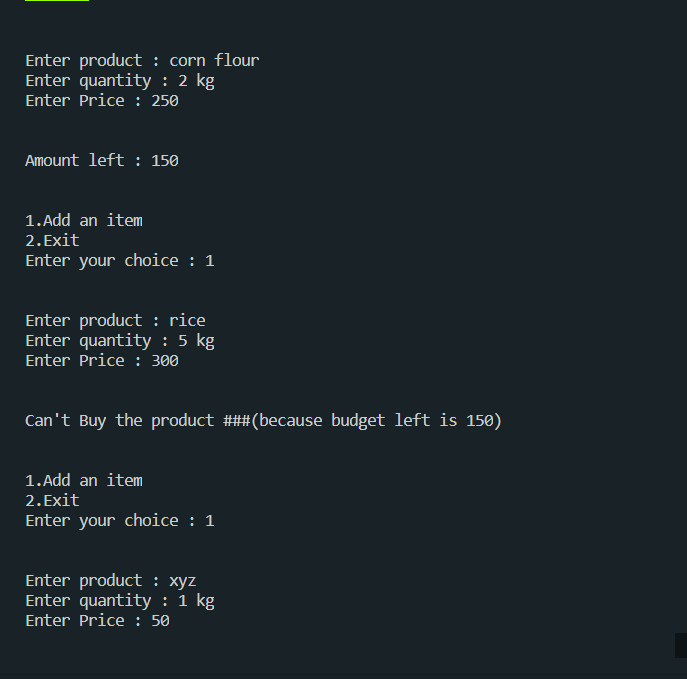 Enter product : corn flour
Enter quantity : 2 kg
Enter Price : 250
Amount left : 150
1.Add an item
2.Exit
Enter your choice : 1
Enter product : rice
Enter quantity : 5 kg
Enter Price : 300
Can't Buy the product ###(because budget left is 150)
1.Add an item
2.Exit
Enter your choice : 1
Enter product : xyz
Enter quantity : 1 kg
Enter Price : 50